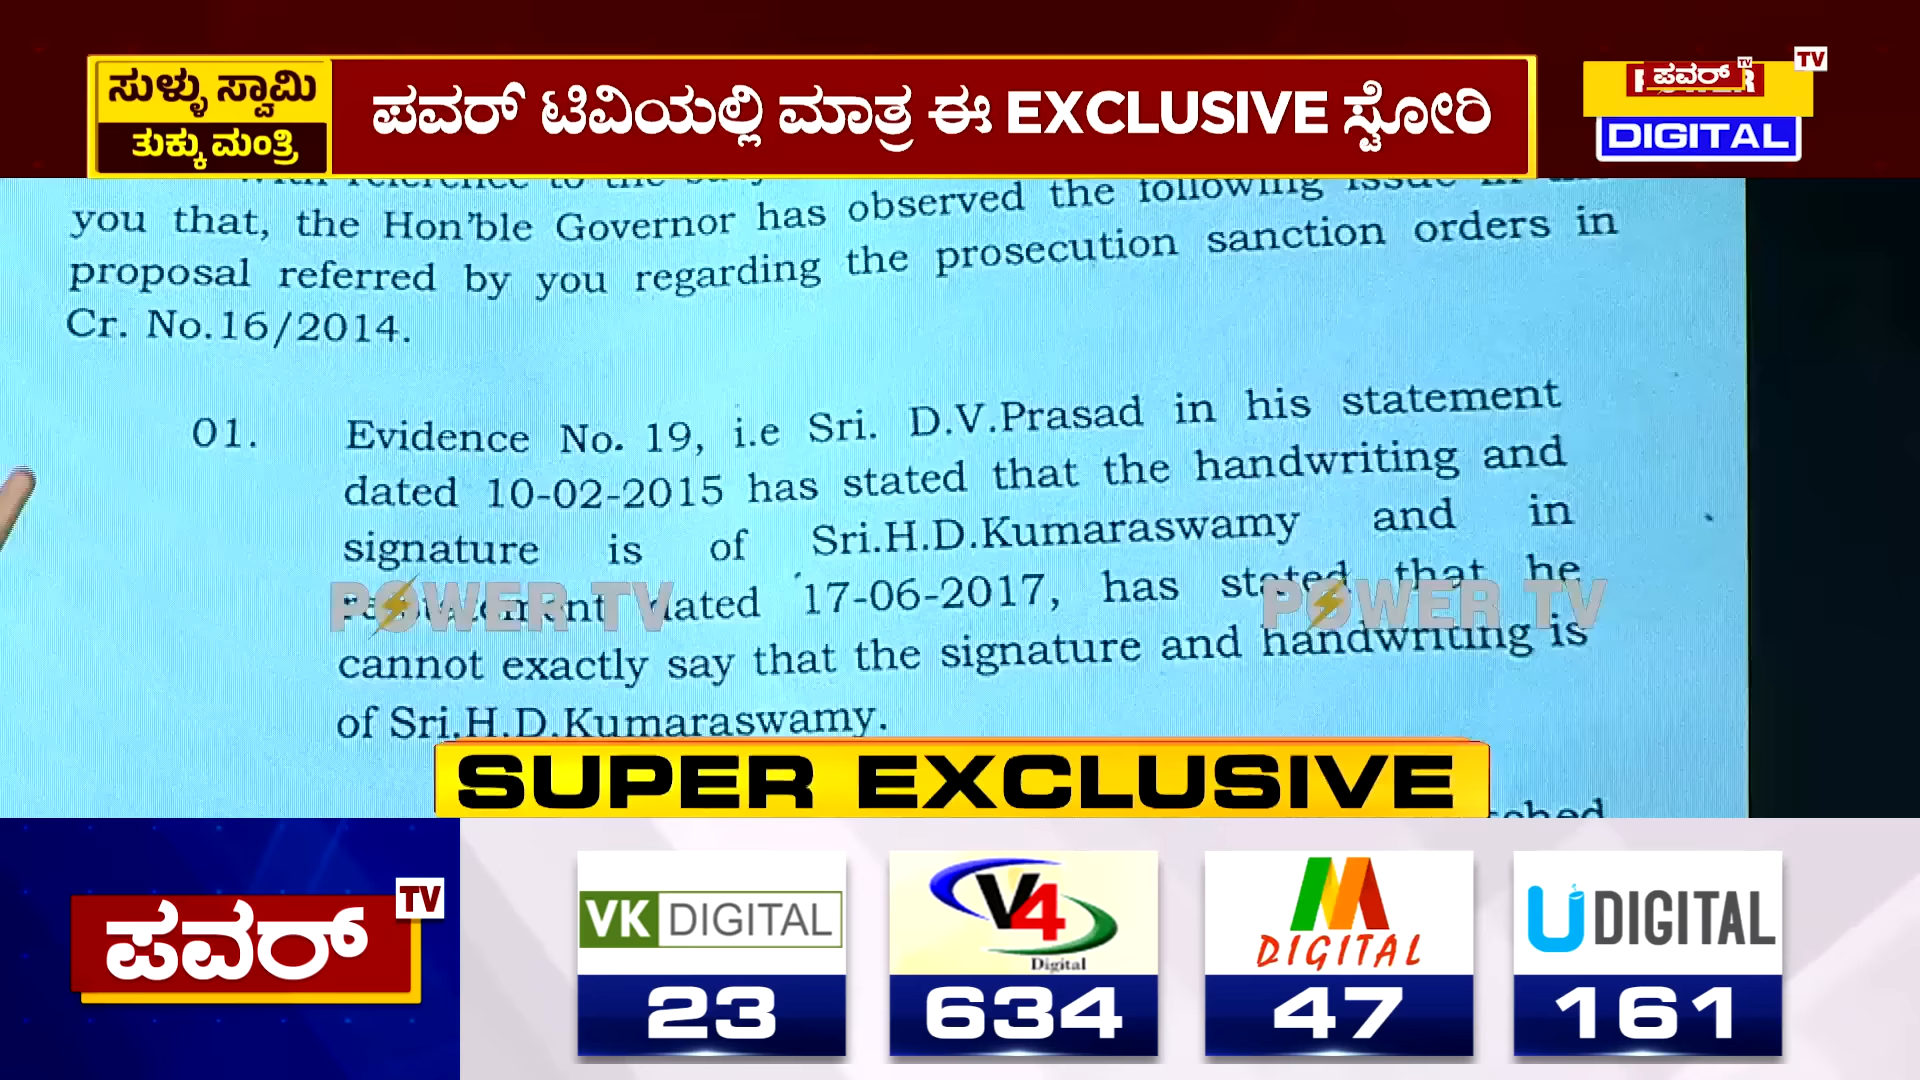 ಸುಳ್ಳು ಸ್ವಾಮಿ
ತುಕ್ಕು ಮಂತ್ರಿ
ಪವರ್ ಟಿವಿಯಲ್ಲಿ ಮಾತ್ರ ಈ EXCLUSIVE ಸ್ಟೋರಿ
ಪವರ್ TV
TV
DIGITAL
With reference to the
you that, the Hon'ble Governor has observed the following issue in
proposal referred by you regarding the prosecution sanction orders in
Cr. No.16/2014.
01. Evidence No. 19, i.e Sri. D.V.Prasad in his statement
dated 10-02-2015 has stated that the handwriting and
signature is of Sri.H.D.Kumaraswamy and in
dated 17-06-2017, has stated that he
POWER TV POWER TV
cannot exactly say that the signature and handwriting is
of Sri.H.D.Kumaraswamy.
SUPER EXCLUSIVE
ಪವರ್ TV
VK DIGITAL
23
V4 Digital
634
M DIGITAL
47
U DIGITAL
161